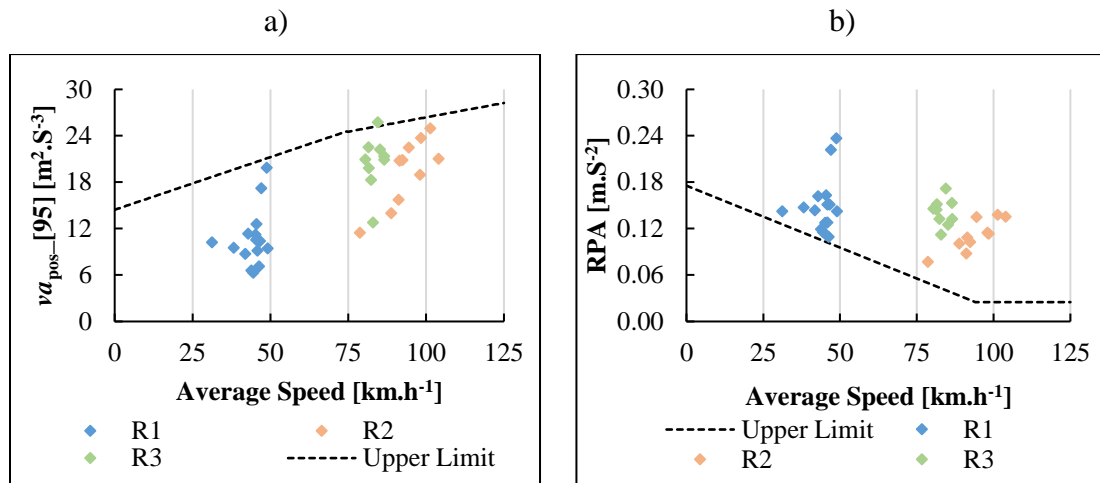 a)
b)
va_pos_[95] [m².S⁻³]
30
24
18
12
6
0
0 25 50 75 100 125
Average Speed [km.h⁻¹]
R1 R2
R3 Upper Limit
RPA [m.S⁻²]
0.30
0.24
0.18
0.12
0.06
0.00
0 25 50 75 100 125
Average Speed [km.h⁻¹]
Upper Limit R1
R2 R3